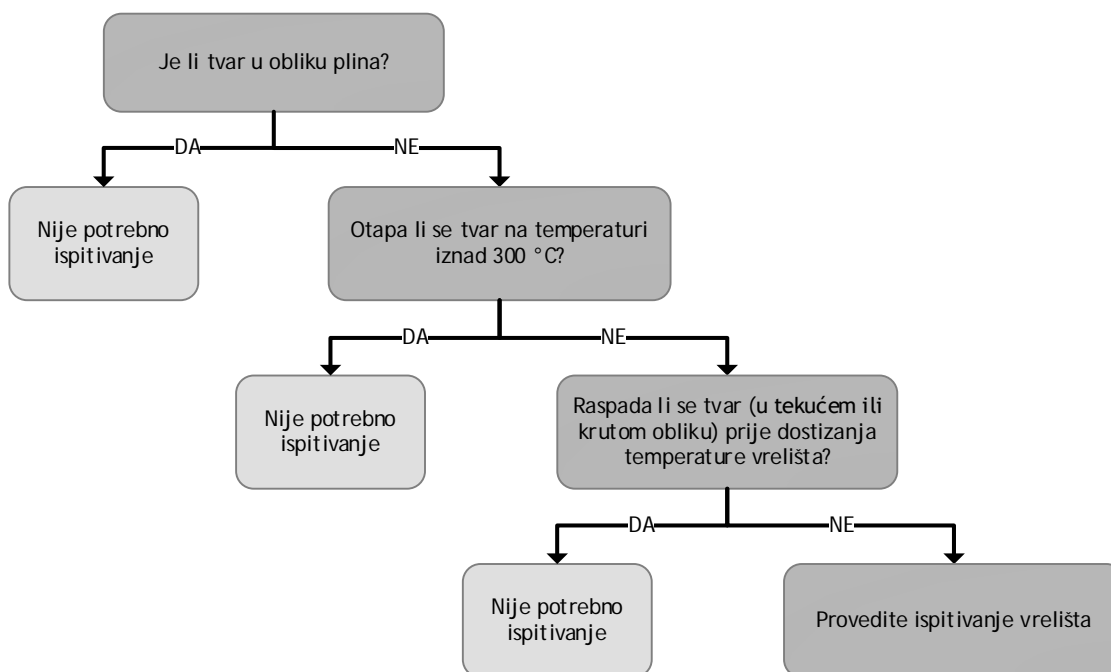 Je li tvar u obliku plina?
DA
NE
Nije potrebno
ispitivanje
Otapa li se tvar na temperaturi
iznad 300 °C?
DA
NE
Nije potrebno
ispitivanje
Raspada li se tvar (u tekućem ili
krutom obliku) prije dostizanja
temperature vrelišta?
DA
NE
Nije potrebno
ispitivanje
Provedite ispitivanje vrelišta